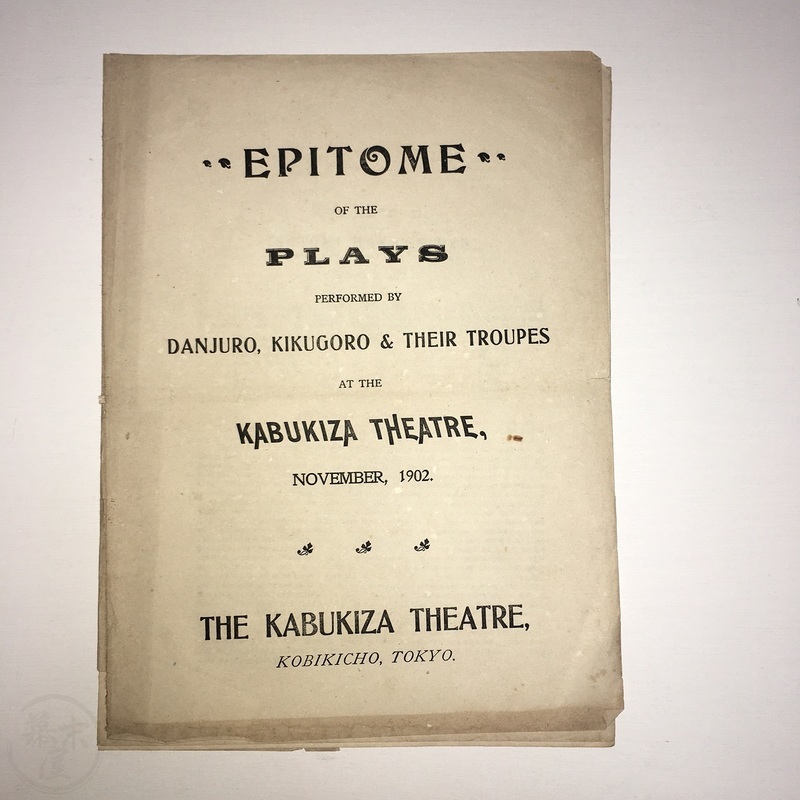 EPITOME
OF THE
PLAYS
PERFORMED BY
DANJURO, KIKUGORO & THEIR TROUPES
AT THE
KABUKIZA THEATRE,
NOVEMBER, 1902.
THE KABUKIZA THEATRE,
KOBIKICHO, TOKYO.